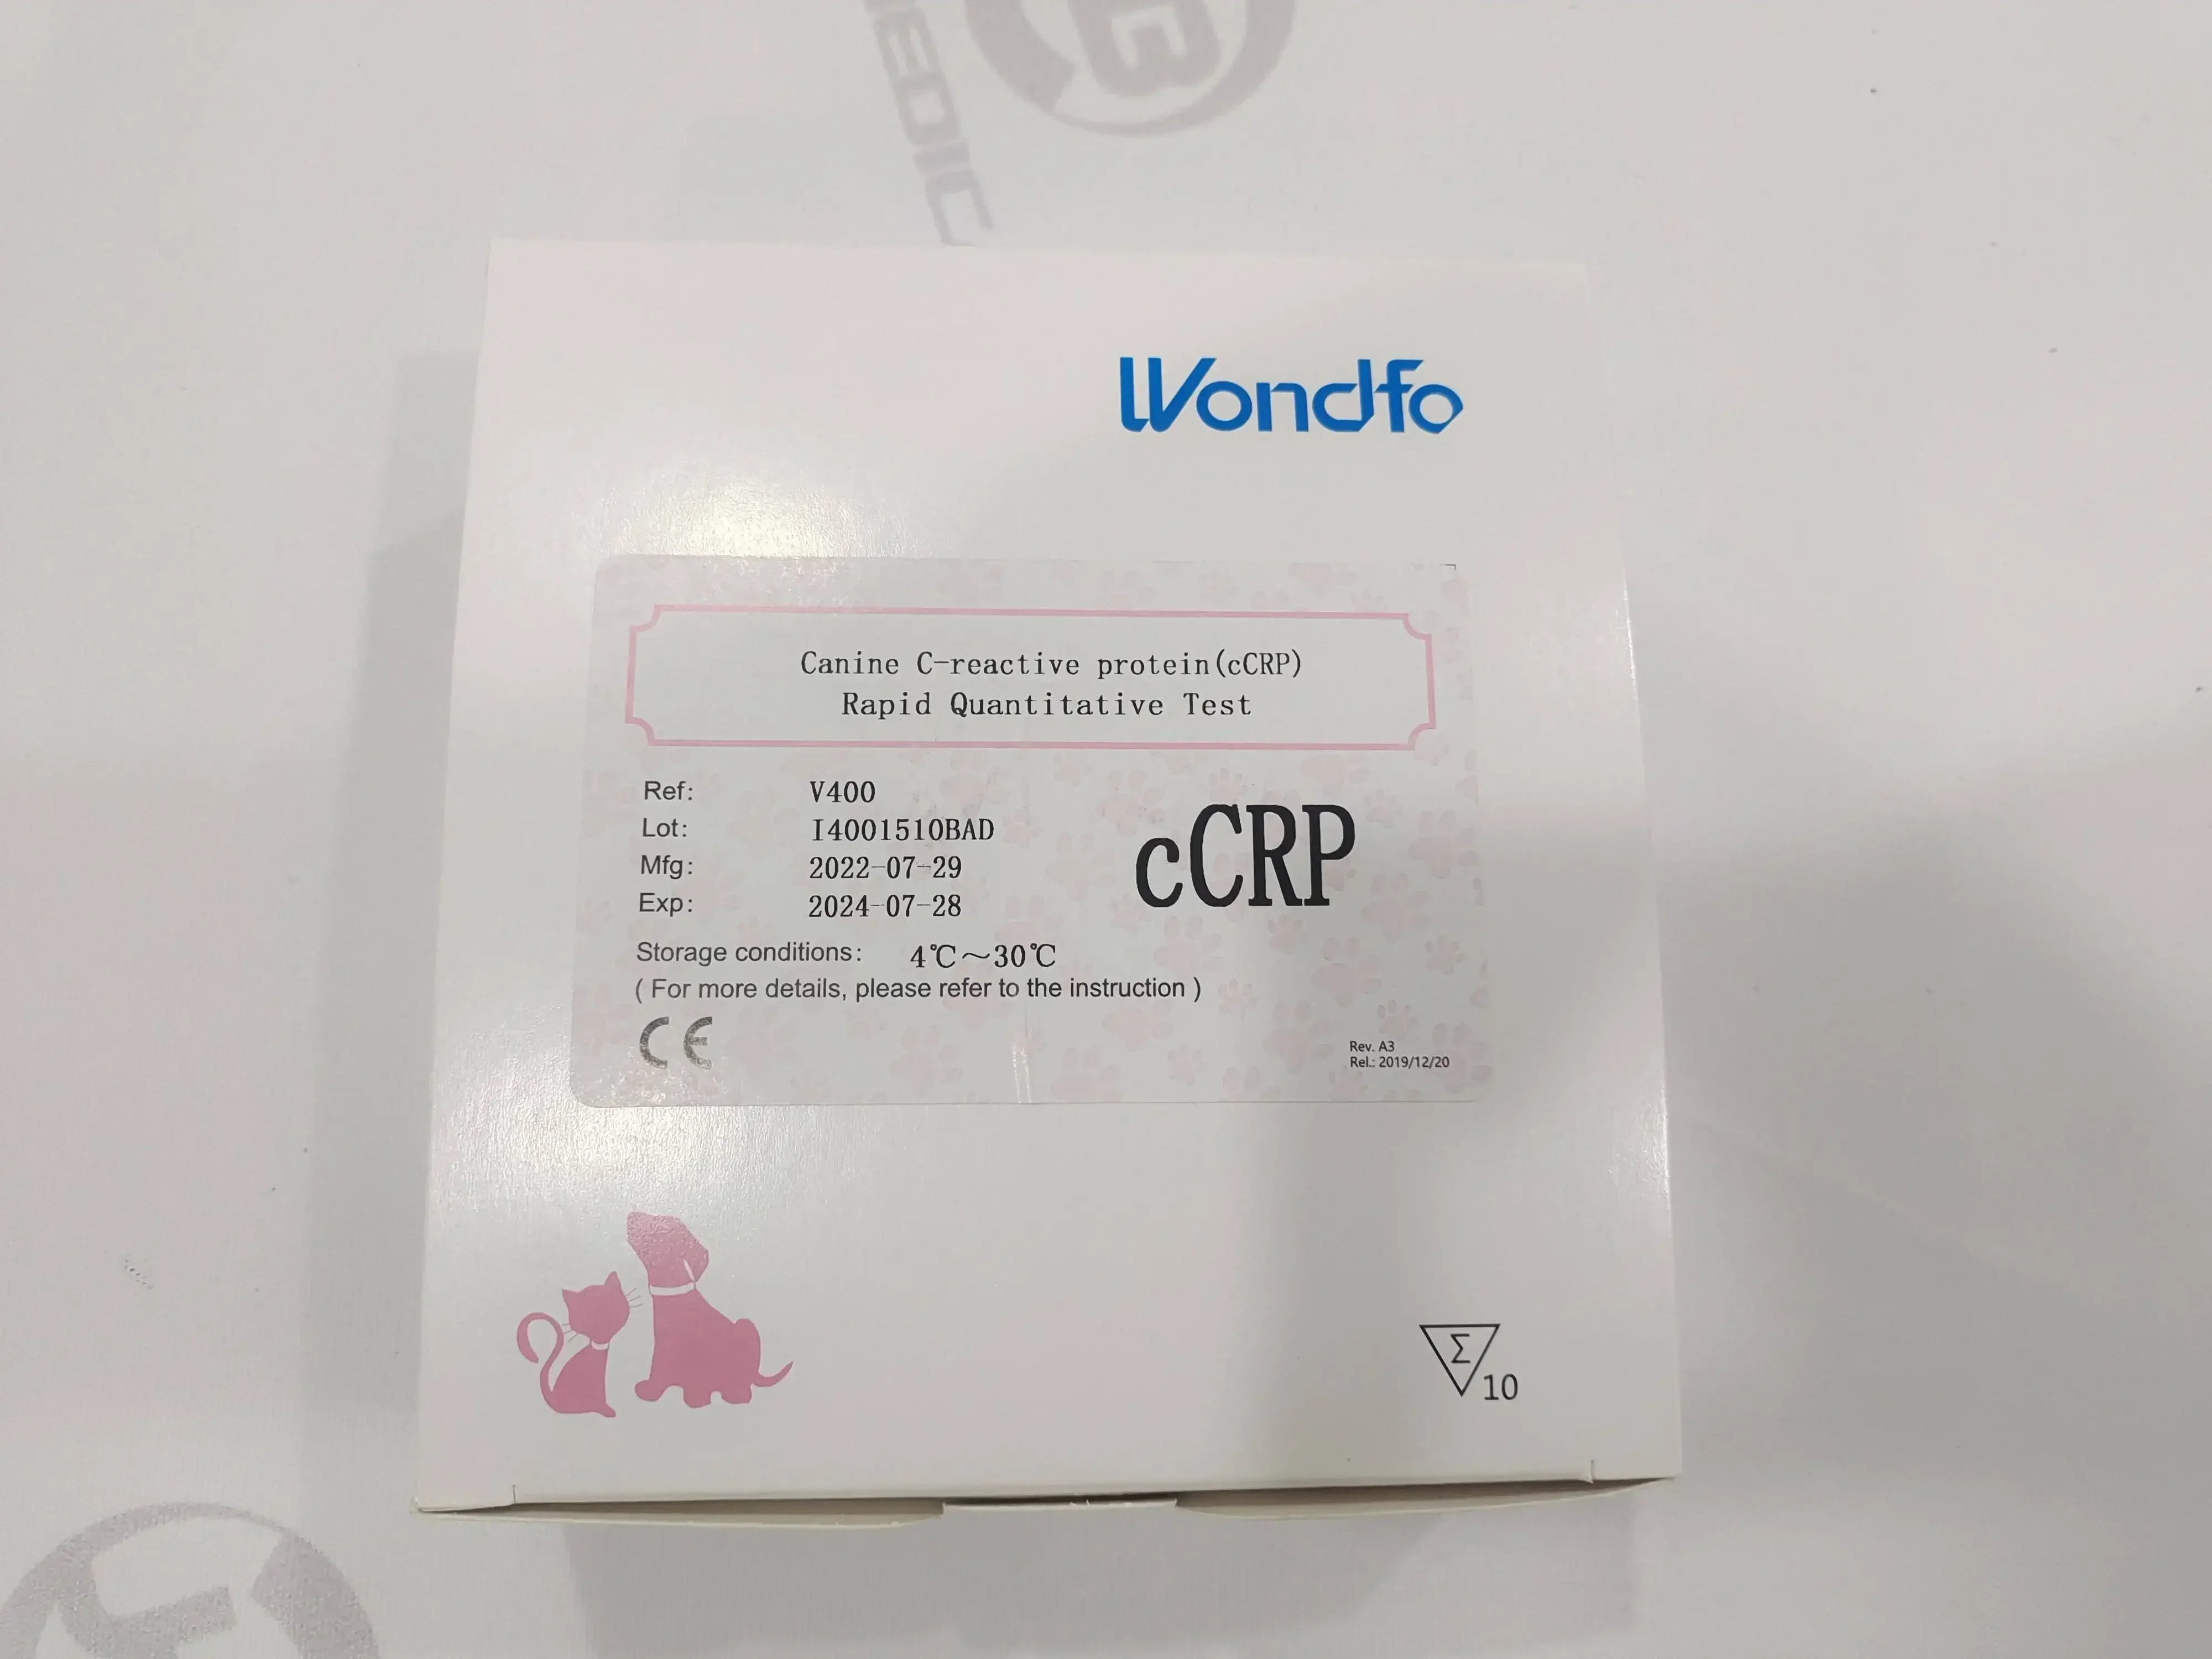 EDIC
Wondfo
Canine C-reactive protein(cCRP)
Rapid Quantitative Test
Ref: V400
Lot: I4001510BAD
Mfg: 2022-07-29
Exp: 2024-07-28
cCRP
Storage conditions: 4℃~30℃
( For more details, please refer to the instruction )
CE
Rev. A3
Rel.: 2019/12/20
Σ
10